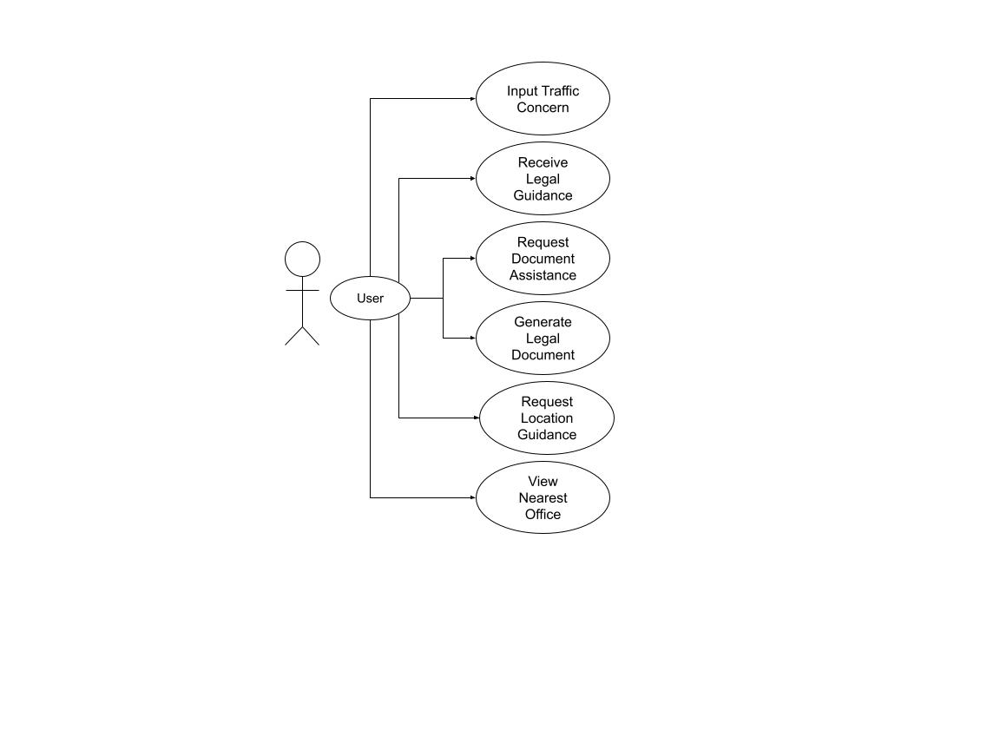 Input Traffic
Concern
Receive
Legal
Guidance
Request
Document
Assistance
User
Generate
Legal
Document
Request
Location
Guidance
View
Nearest
Office